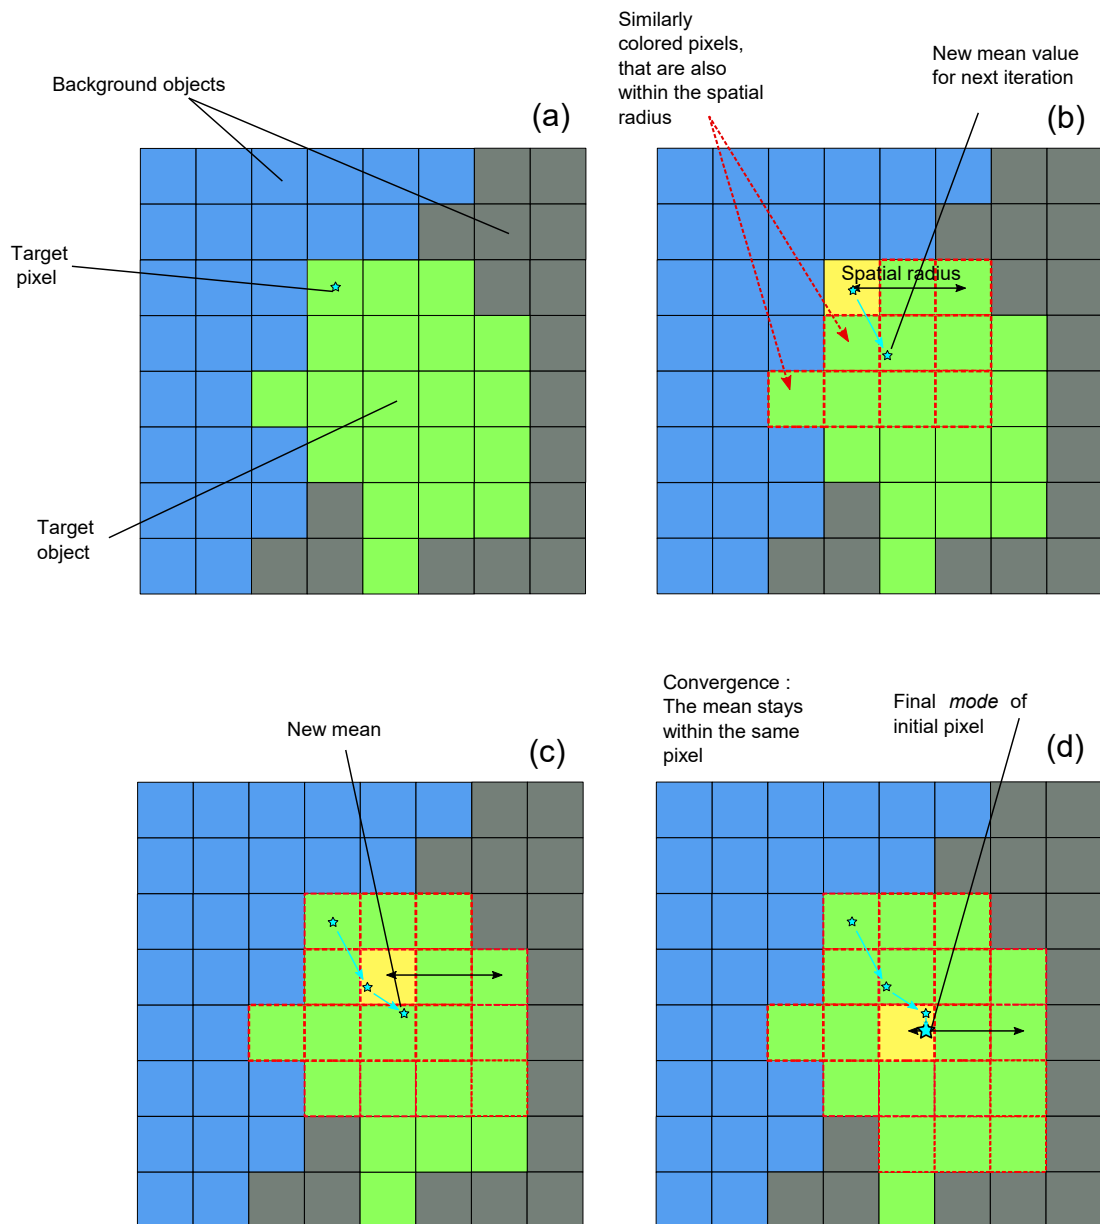 Background objects
(a)
Target
pixel
Target
object
Similarly
colored pixels,
that are also
within the spatial
radius
New mean value
for next iteration
(b)
Spatial radius
New mean
(c)
Convergence :
The mean stays
within the same
pixel
Final mode of
initial pixel
(d)